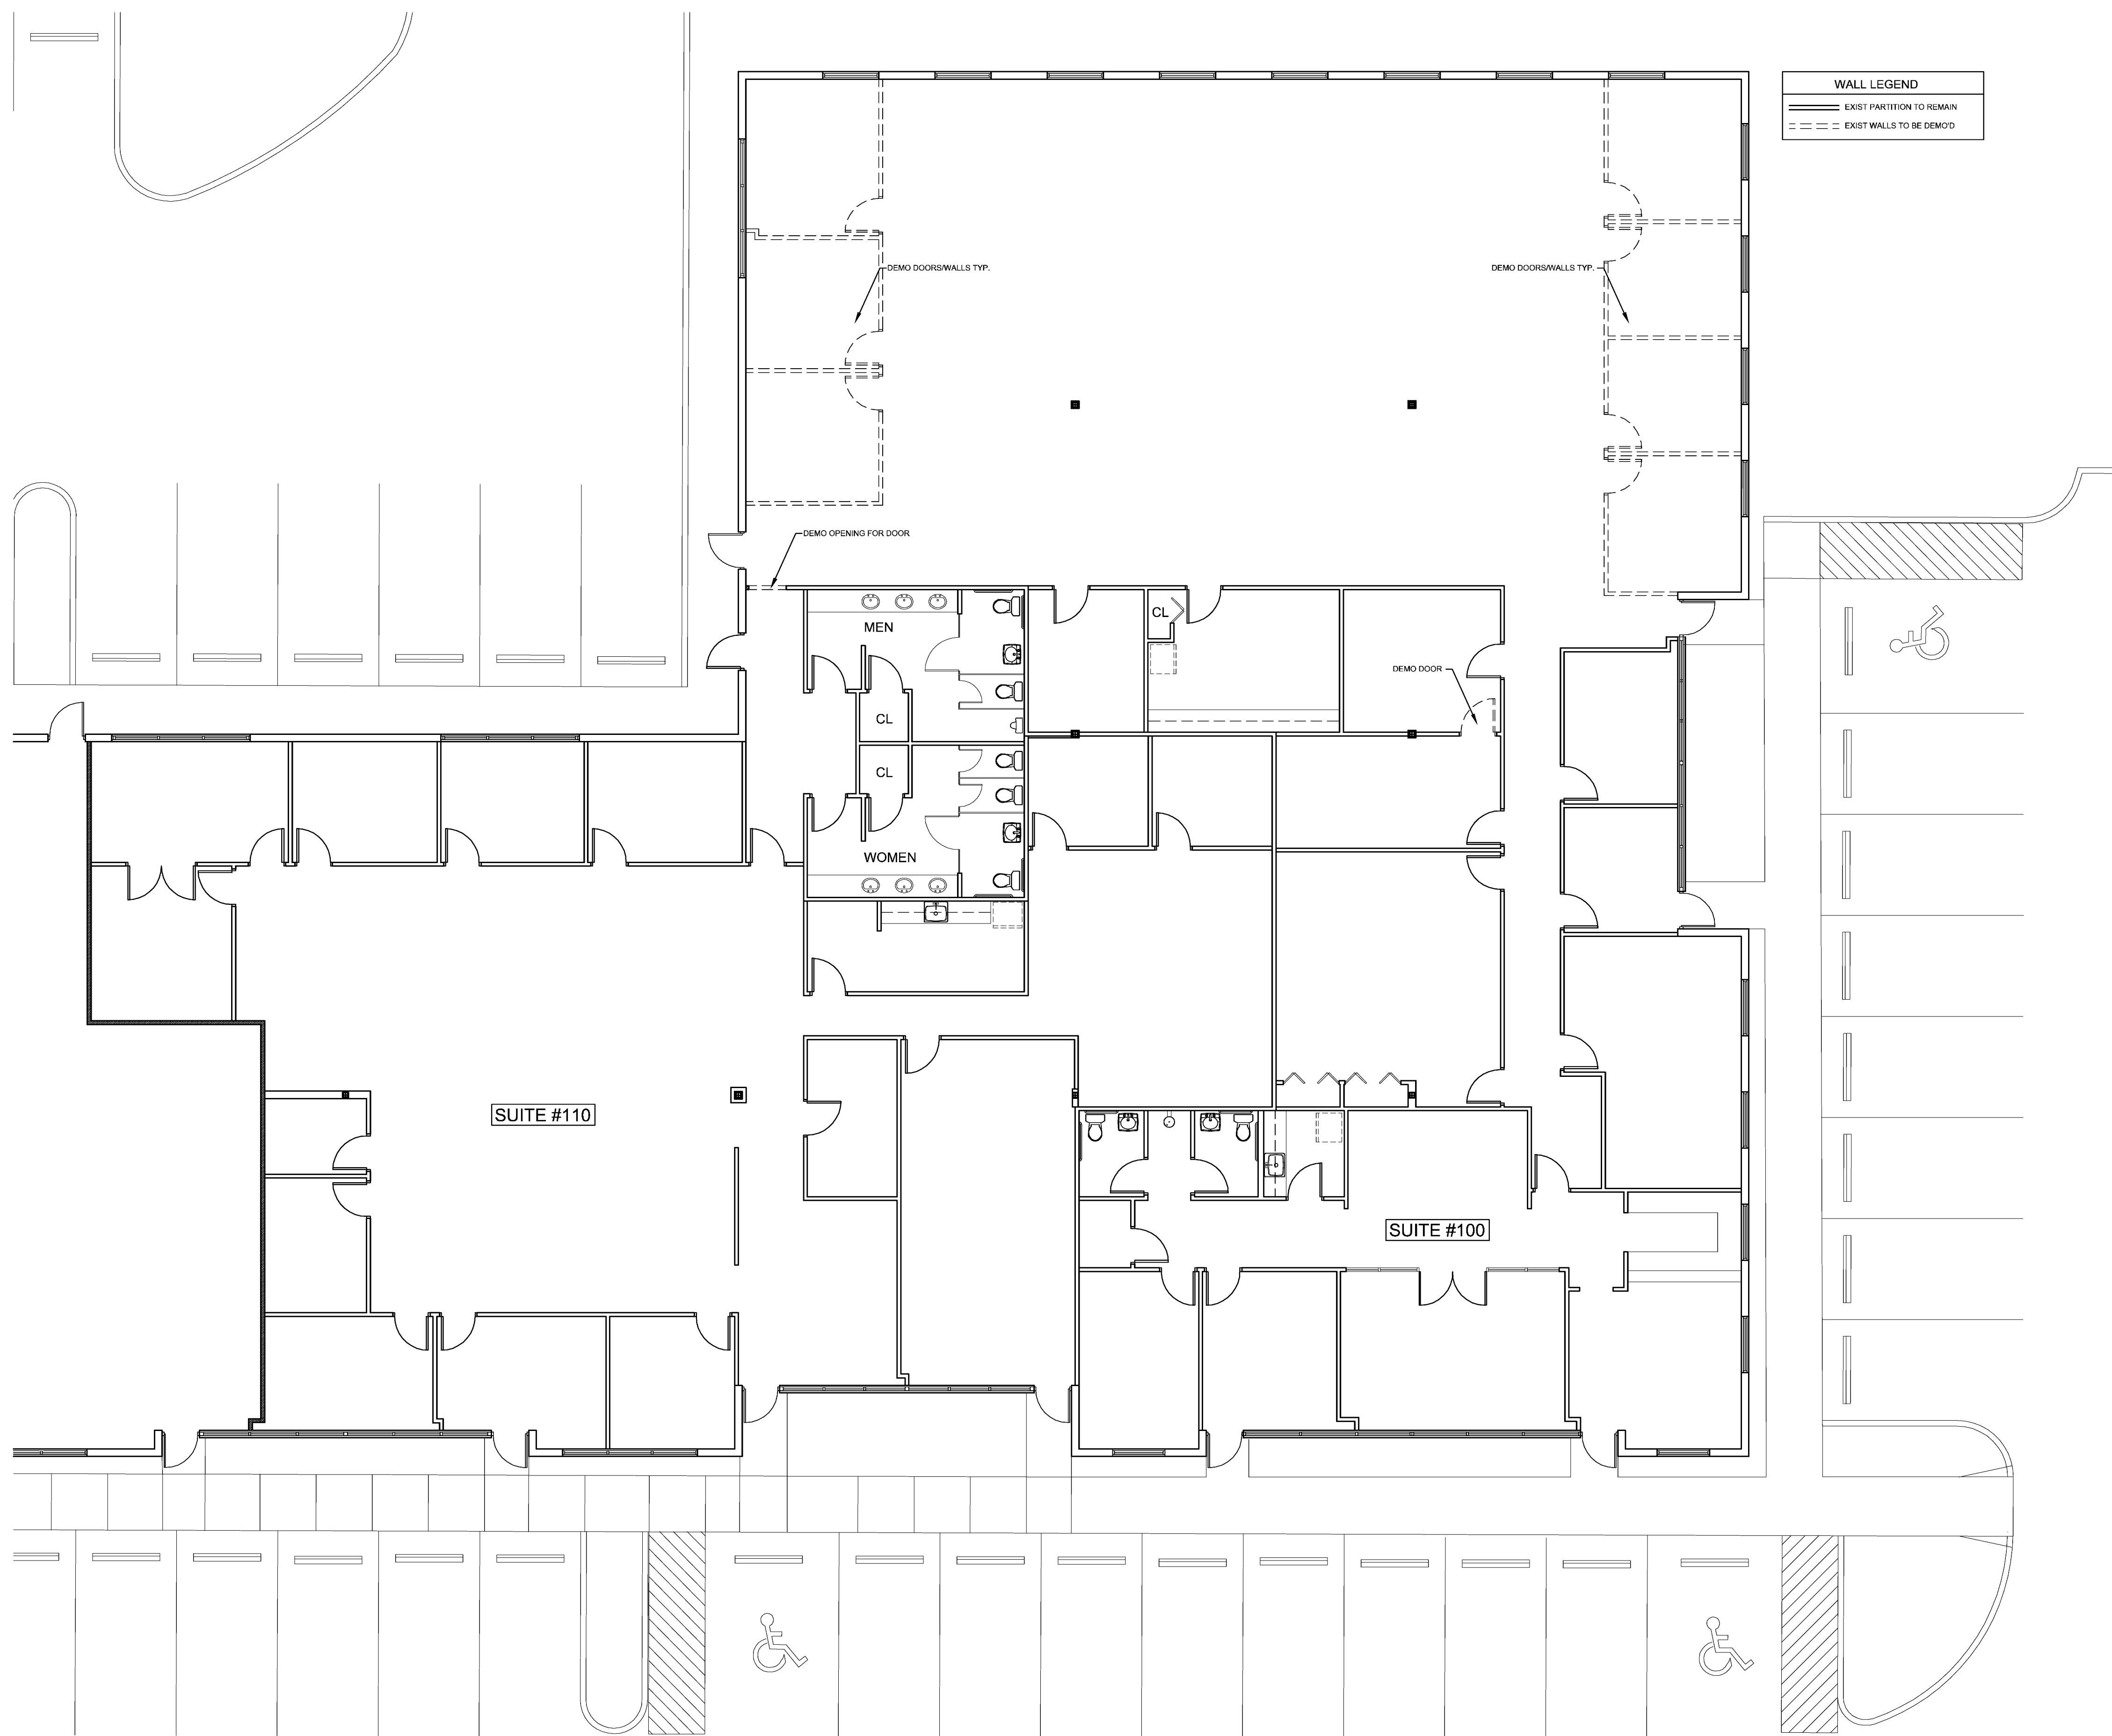 WALL LEGEND
EXIST PARTITION TO REMAIN
EXIST WALLS TO BE DEMO'D
DEMO DOORS/WALLS TYP.
DEMO DOORS/WALLS TYP.
DEMO OPENING FOR DOOR
CL
MEN
DEMO DOOR
CL
CL
WOMEN
SUITE #110
SUITE #100